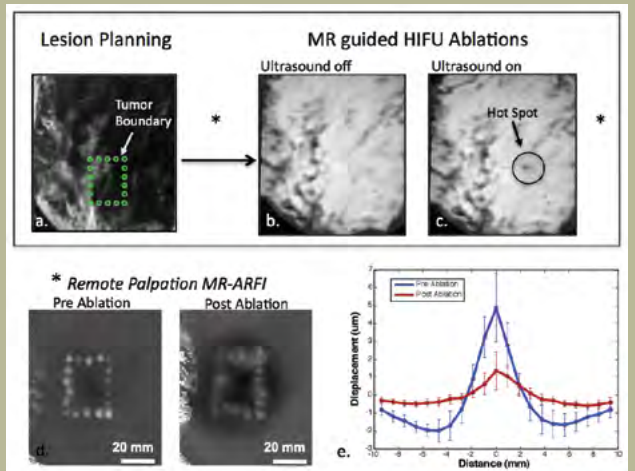 Lesion Planning
MR guided HIFU Ablations
Ultrasound off
Ultrasound on
Tumor
Boundary
*
Hot Spot
*
a.
b.
c.
* Remote Palpation MR-ARFI
Pre Ablation
Post Ablation
d.
20 mm
20 mm
Pre Ablation
Post Ablation
Displacement (um)
7
6
5
4
3
2
1
0
-1
-2
-3
-10
-8
-6
-4
-2
0
2
4
6
8
10
Distance (mm)
e.